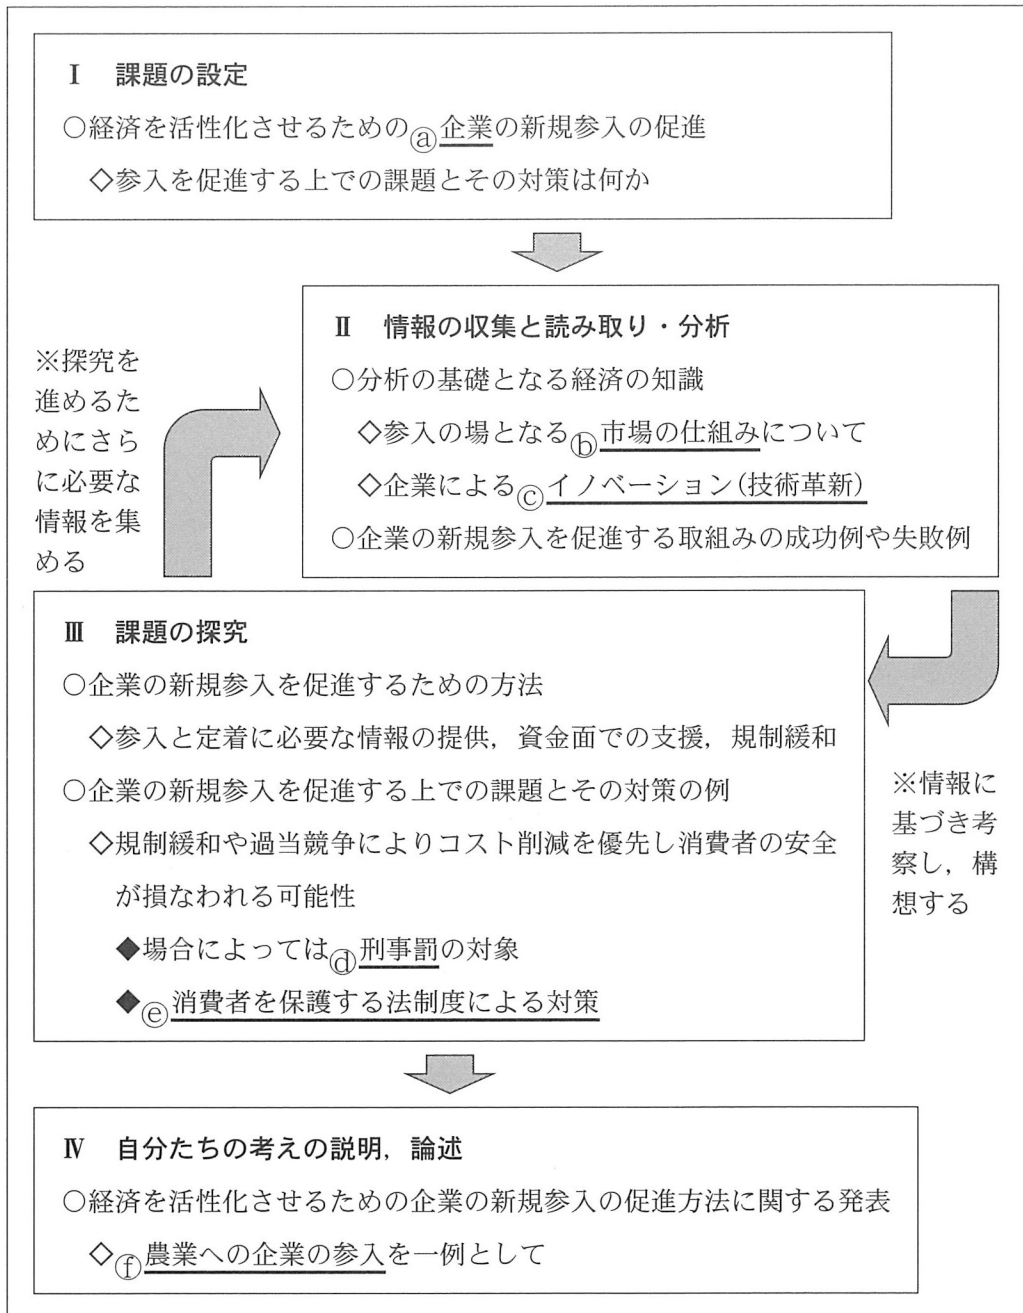 Ⅰ 課題の設定
○経済を活性化させるためのⓐ企業の新規参入の促進
◇参入を促進する上での課題とその対策は何か
Ⅱ 情報の収集と読み取り・分析
○分析の基礎となる経済の知識
◇参入の場となるⓑ市場の仕組みについて
◇企業によるⓒイノベーション(技術革新)
○企業の新規参入を促進する取組みの成功例や失敗例
※探究を
進めるた
めにさら
に必要な
情報を集
める
Ⅲ 課題の探究
○企業の新規参入を促進するための方法
◇参入と定着に必要な情報の提供，資金面での支援，規制緩和
○企業の新規参入を促進する上での課題とその対策の例
◇規制緩和や過当競争によりコスト削減を優先し消費者の安全
が損なわれる可能性
◆場合によってはⓓ刑事罰の対象
◆ⓔ消費者を保護する法制度による対策
※情報に
基づき考
察し，構
想する
Ⅳ 自分たちの考えの説明，論述
○経済を活性化させるための企業の新規参入の促進方法に関する発表
◇ⓕ農業への企業の参入を一例として